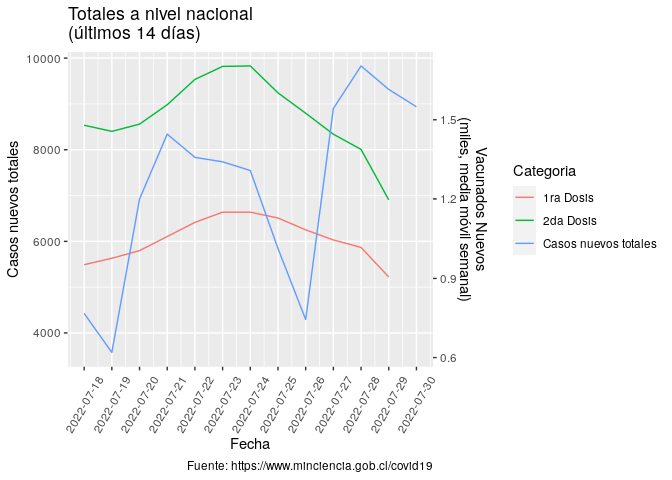 Totales a nivel nacional
(últimos 14 días)
Casos nuevos totales
10000
8000
6000
4000
1.5
1.2
0.9
0.6
Vacunados Nuevos
(miles, media móvil semanal)
2022-07-18
2022-07-19
2022-07-20
2022-07-21
2022-07-22
2022-07-23
2022-07-24
2022-07-25
2022-07-26
2022-07-27
2022-07-28
2022-07-29
2022-07-30
Fecha
Categoria
1ra Dosis
2da Dosis
Casos nuevos totales
Fuente: https://www.minciencia.gob.cl/covid19